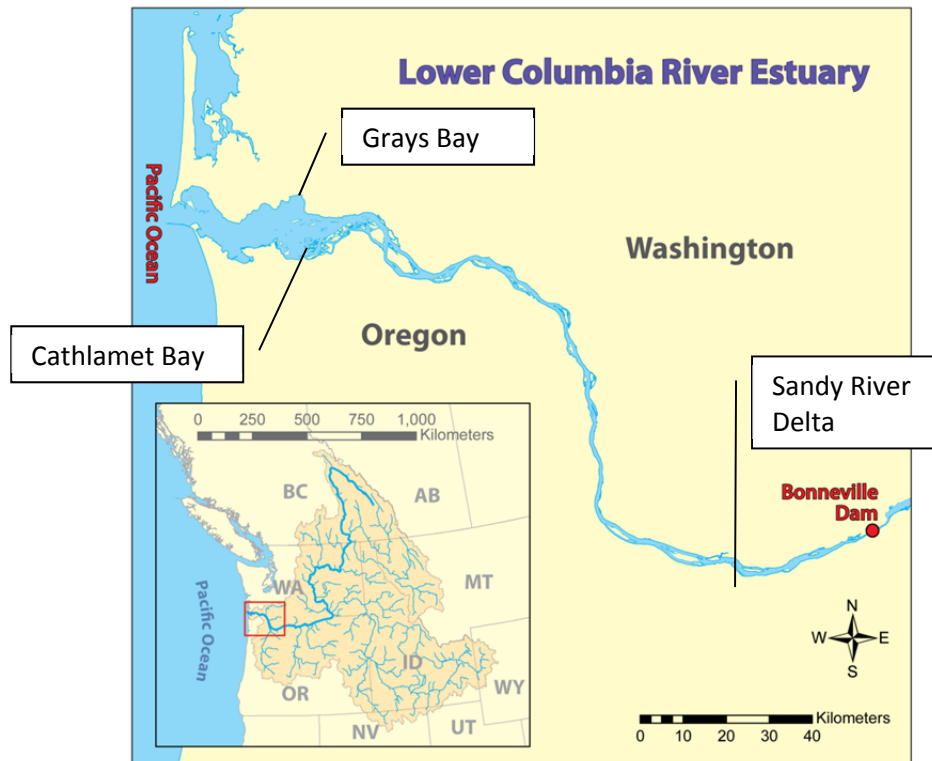 Lower Columbia River Estuary
Grays Bay
Pacific Ocean
Washington
Oregon
Cathlamet Bay
Sandy River
Delta
Bonneville
Dam
0 250 500 750 1,000
Kilometers
BC
AB
WA
MT
Pacific Ocean
ID
OR
WY
NV
UT
N
W E
S
Kilometers
0 10 20 30 40